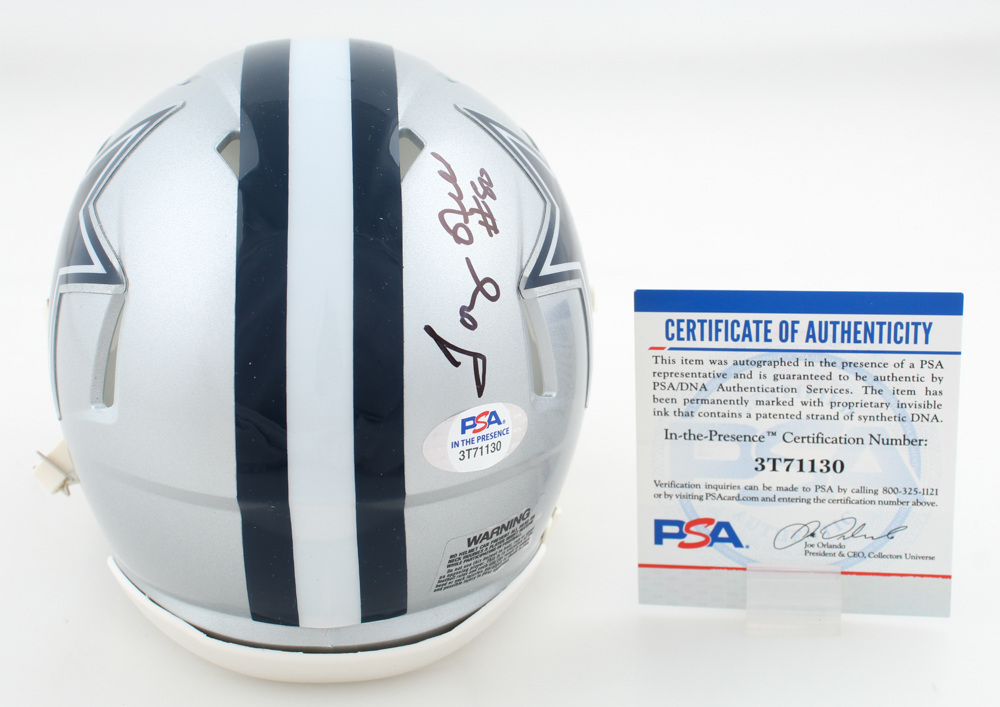 Tony Hill
#80
PSA
IN THE PRESENCE
3T71130
WARNING
CERTIFICATE OF AUTHENTICITY
This item was autographed in the presence of a PSA
representative and is guaranteed to be authentic by
PSA/DNA Authentication Services. The item has
been permanently marked with proprietary invisible
ink that contains a patented strand of synthetic DNA.
In-the-Presence™ Certification Number:
3T71130
Verification inquiries can be made to PSA by calling 800-325-1121
or by visiting PSAcard.com and entering the certification number above.
PSA.
Joe Orlando
President & CEO, Collectors Universe